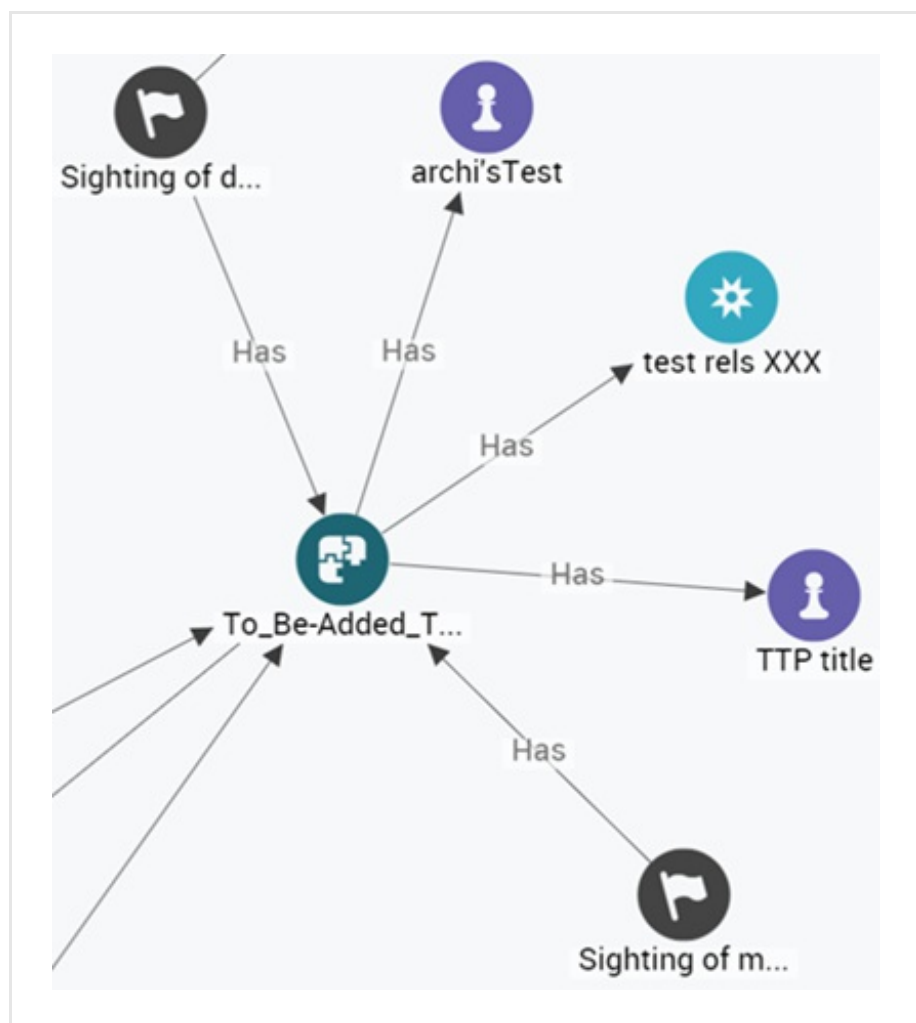 Sighting of d...
archi'sTest
test rels XXX
Has
Has
Has
Has
To_Be-Added_T...
TTP title
Has
Sighting of m...